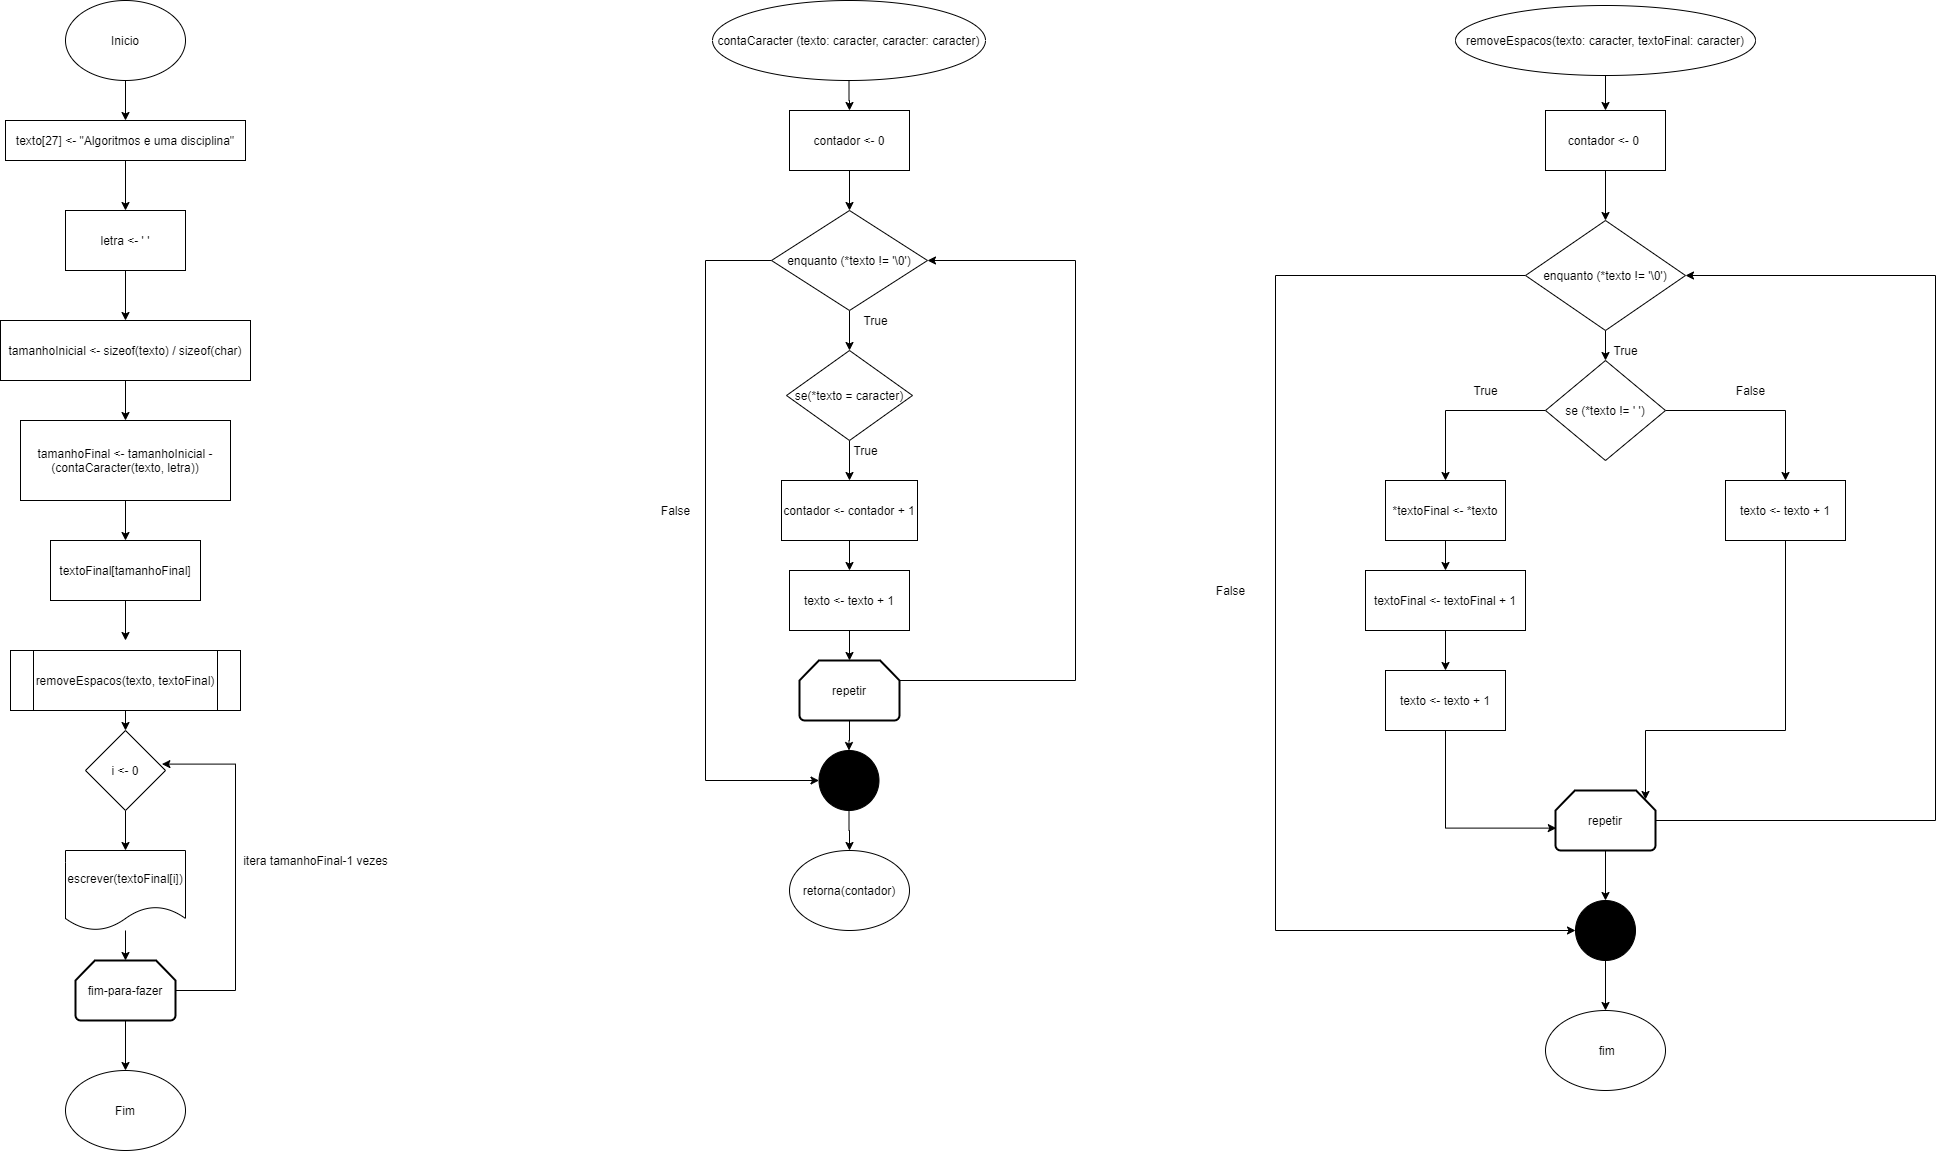 Inicio
texto[27] <- "Algoritmos e uma disciplina"
letra <- ' '
tamanhoInicial <- sizeof(texto) / sizeof(char)
tamanhoFinal <- tamanhoInicial -
(contaCaracter(texto, letra))
textoFinal[tamanhoFinal]
removeEspacos(texto, textoFinal)
i <- 0
itera tamanhoFinal-1 vezes
escrever(textoFinal[i])
fim-para-fazer
Fim
contaCaracter (texto: caracter, caracter: caracter)
contador <- 0
enquanto (*texto != '\0')
True
se(*texto = caracter)
True
contador <- contador + 1
False
texto <- texto + 1
repetir
retorna(contador)
removeEspacos(texto: caracter, textoFinal: caracter)
contador <- 0
enquanto (*texto != '\0')
True
True
False
se (*texto != ' ')
*textoFinal <- *texto
texto <- texto + 1
False
textoFinal <- textoFinal + 1
texto <- texto + 1
repetir
fim